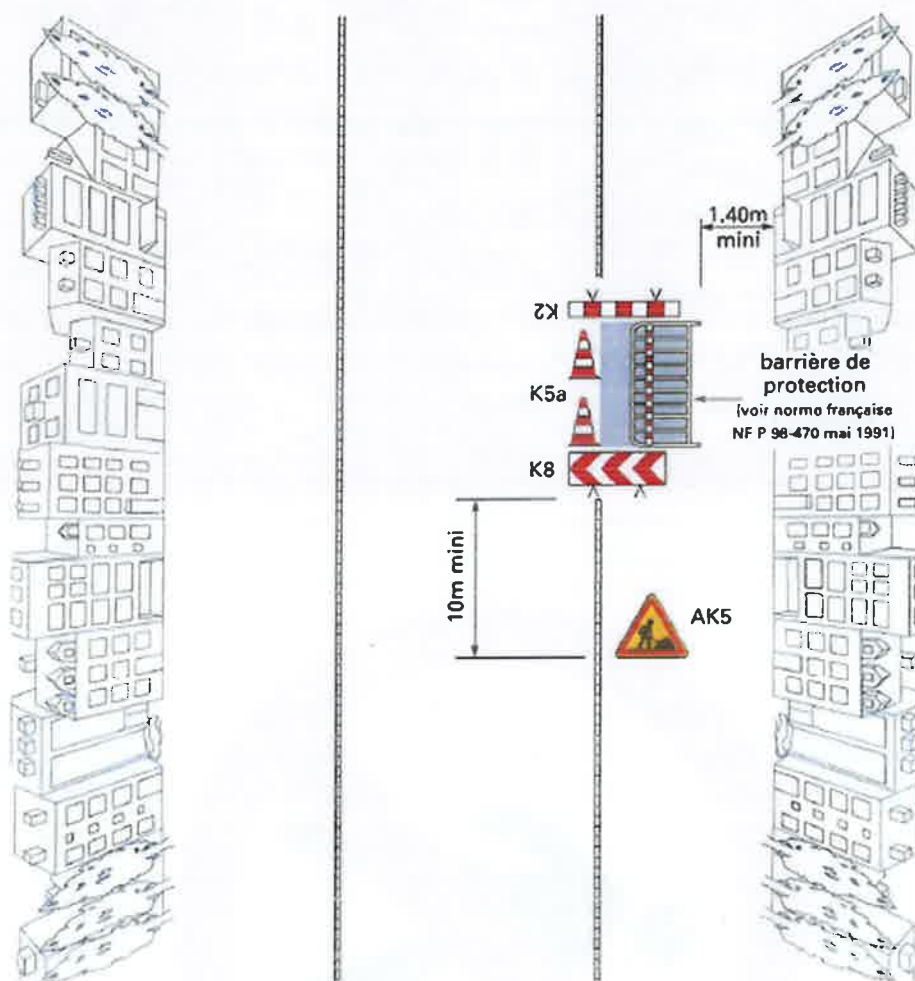 1.40m
mini
K2
K5a
barrière de
protection
(voir norme française
NF P 98-470 mai 1991)
K8
10m mini
AK5